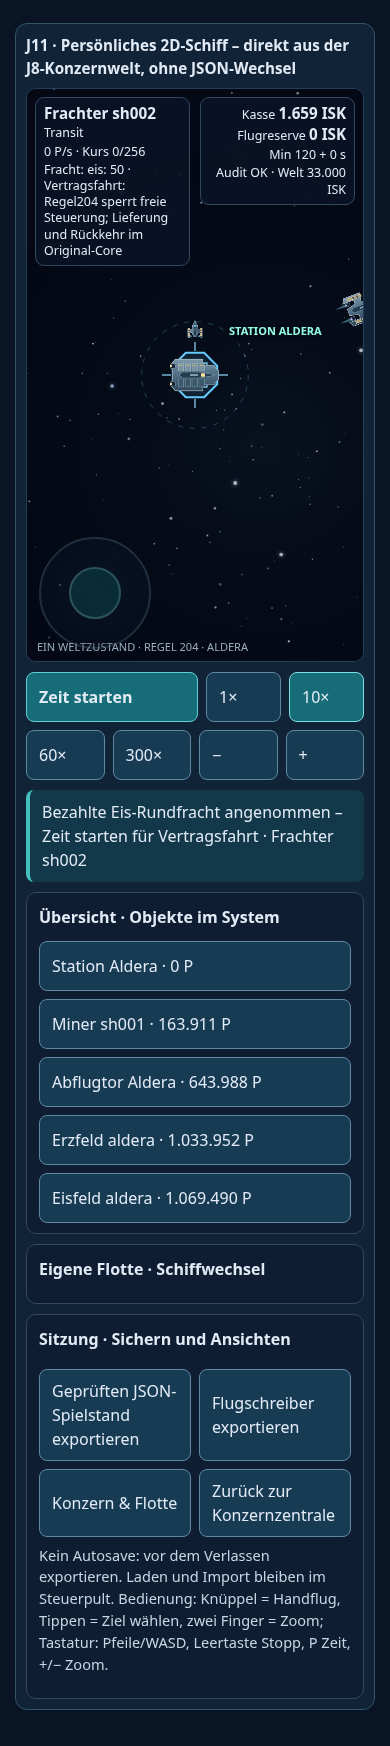 J11 · Persönliches 2D-Schiff – direkt aus der
J8-Konzernwelt, ohne JSON-Wechsel
Frachter sh002
Transit
0 P/s · Kurs 0/256
Fracht: eis: 50 ·
Vertragsfahrt:
Regel204 sperrt freie
Steuerung; Lieferung
und Rückkehr im
Original-Core
Kasse 1.659 ISK
Flugreserve 0 ISK
Min 120 + 0 s
Audit OK · Welt 33.000
ISK
STATION ALDERA
EIN WELTZUSTAND · REGEL 204 · ALDERA
Zeit starten
1×
10×
60×
300×
−
+
Bezahlte Eis-Rundfracht angenommen –
Zeit starten für Vertragsfahrt · Frachter
sh002
Übersicht · Objekte im System
Station Aldera · 0 P
Miner sh001 · 163.911 P
Abflugtor Aldera · 643.988 P
Erzfeld aldera · 1.033.952 P
Eisfeld aldera · 1.069.490 P
Eigene Flotte · Schiffwechsel
Sitzung · Sichern und Ansichten
Geprüften JSON-
Spielstand
exportieren
Flugschreiber
exportieren
Konzern & Flotte
Zurück zur
Konzernzentrale
Kein Autosave: vor dem Verlassen
exportieren. Laden und Import bleiben im
Steuerpult. Bedienung: Knüppel = Handflug,
Tippen = Ziel wählen, zwei Finger = Zoom;
Tastatur: Pfeile/WASD, Leertaste Stopp, P Zeit,
+/− Zoom.